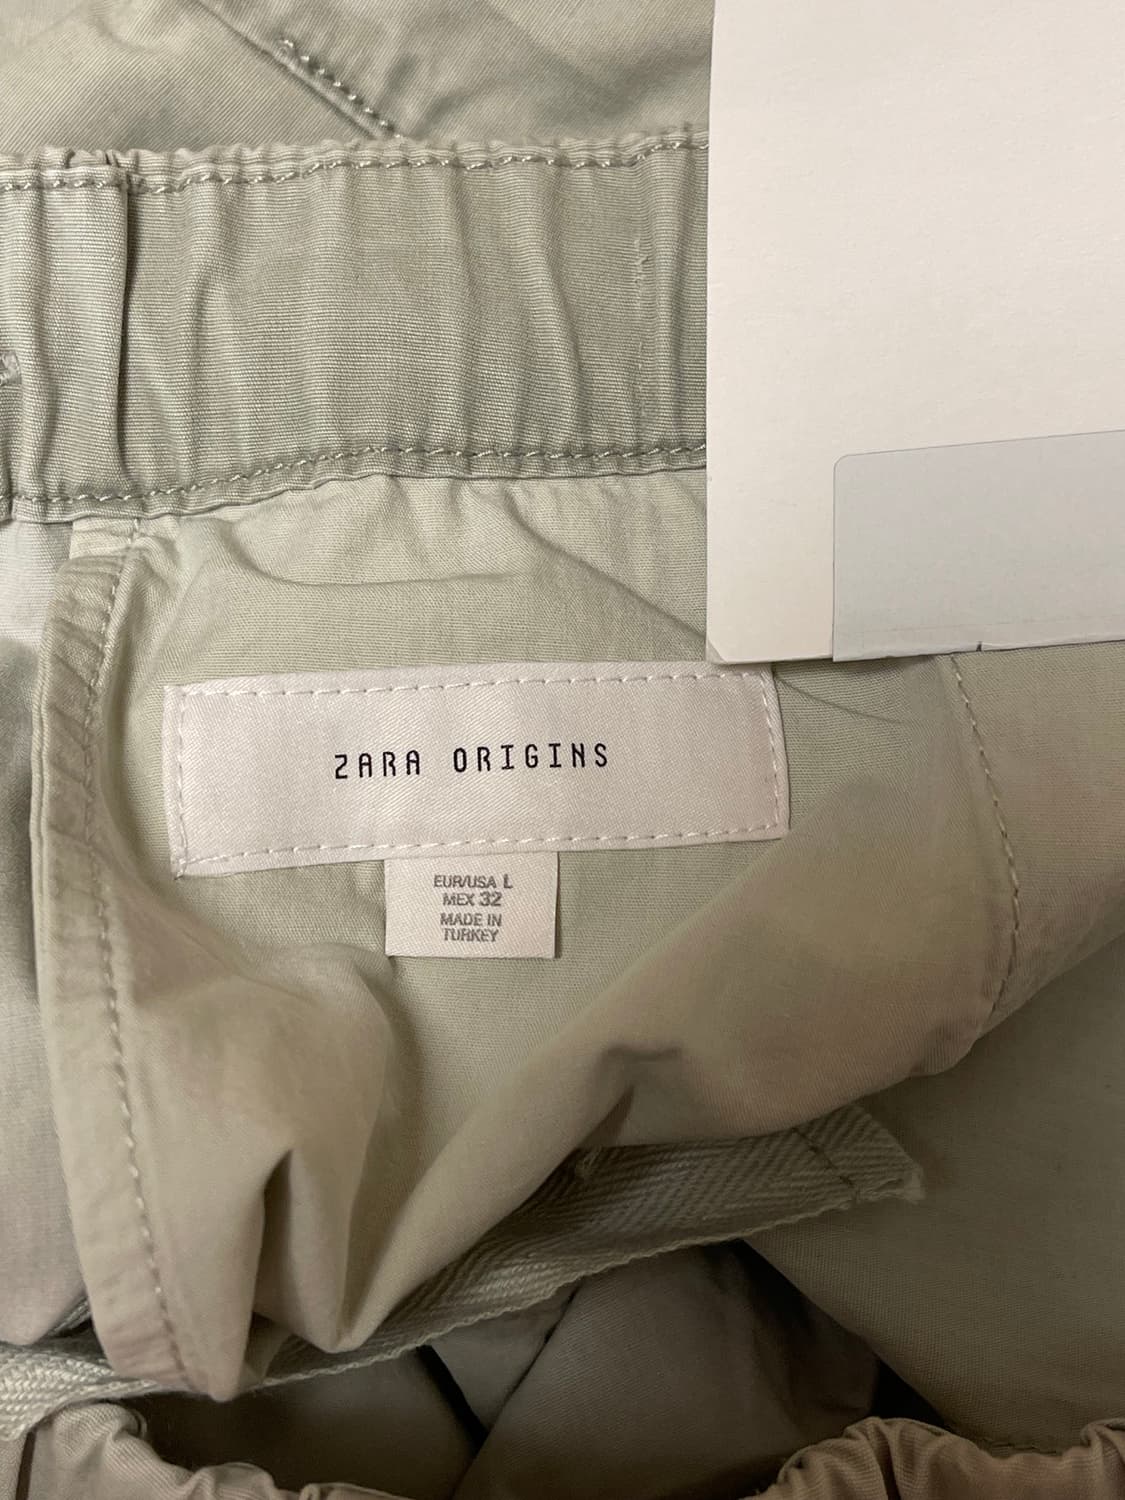 ZARA ORIGINS
EUR/USA L
MEX 32
MADE IN
TURKEY